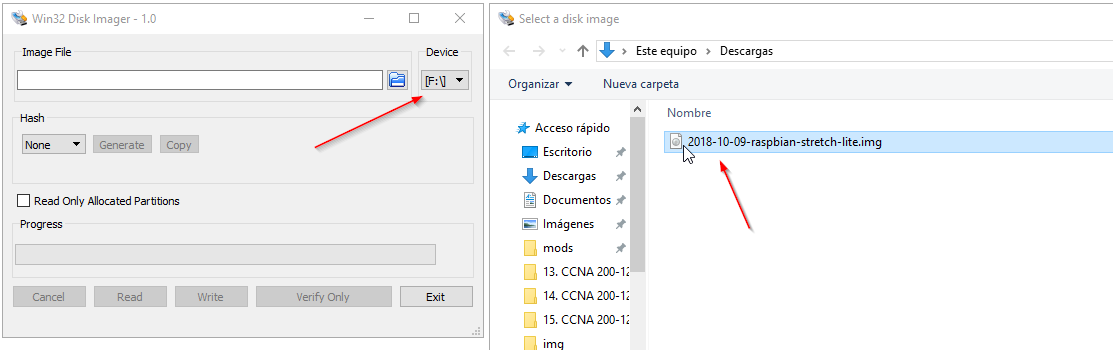 Win32 Disk Imager - 1.0
Image File
Device
[F:\]
Hash
None
Generate
Copy
Read Only Allocated Partitions
Progress
Cancel
Read
Write
Verify Only
Exit
Select a disk image
Este equipo
Descargas
Organizar
Nueva carpeta
Nombre
Acceso rápido
Escritorio
Descargas
Documentos
Imágenes
mods
13. CCNA 200-12
14. CCNA 200-12
15. CCNA 200-12
img
2018-10-09-raspbian-stretch-lite.img